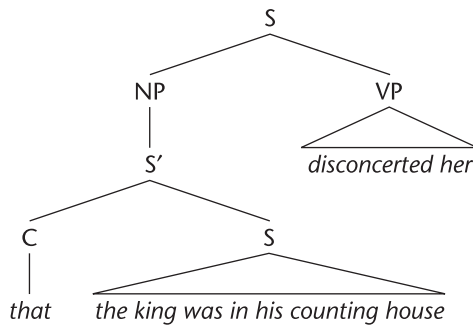 S
NP VP
S′ disconcerted her
C S
that the king was in his counting house